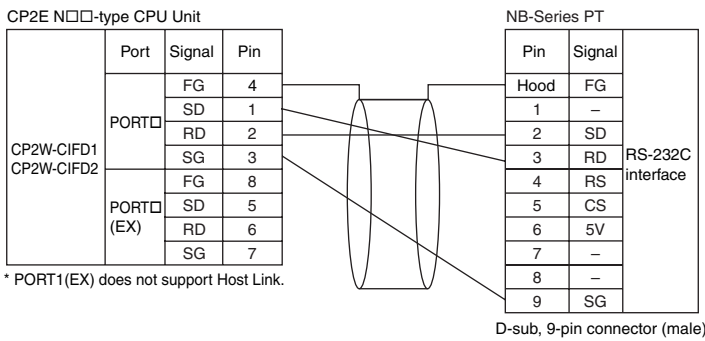 CP2E N□□-type CPU Unit
NB-Series PT
Port Signal Pin
Pin Signal
CP2W-CIFD1
CP2W-CIFD2
PORT□
FG 4
SD 1
RD 2
SG 3
PORT□
(EX)
FG 8
SD 5
RD 6
SG 7
Hood FG
1 –
2 SD
3 RD
4 RS
5 CS
6 5V
7 –
8 –
9 SG
RS-232C
interface
* PORT1(EX) does not support Host Link.
D-sub, 9-pin connector (male)